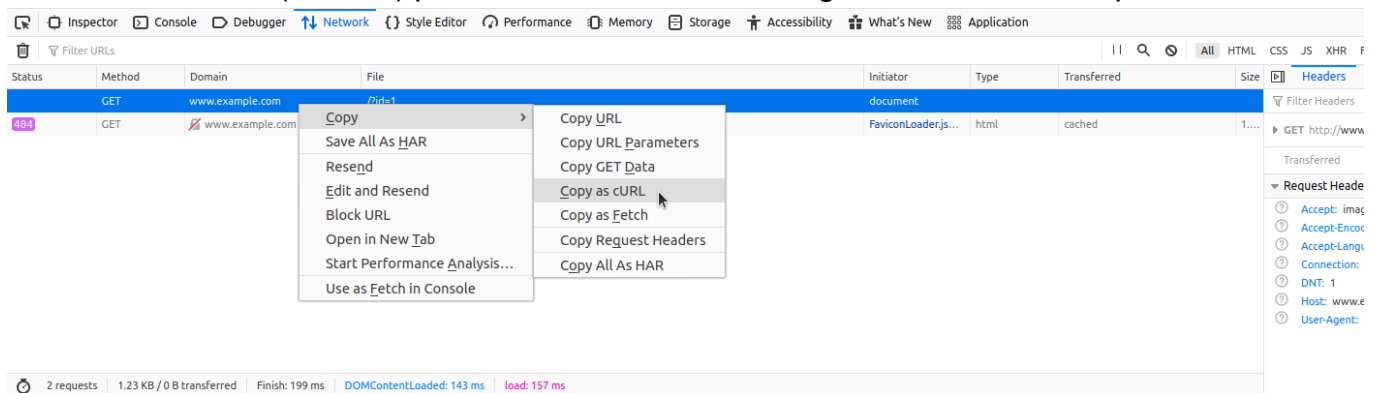 Inspector Console Debugger Network Style Editor Performance Memory Storage Accessibility What's New Application
Filter URLs All HTML CSS JS XHR
Status Method Domain File Initiator Type Transferred Size Headers
GET www.example.com /?id=1 document Filter Headers
404 GET www.example.com FaviconLoader.js... html cached 1.... GET http://www
Copy
Save All As HAR
Resend
Edit and Resend
Block URL
Open in New Tab
Start Performance Analysis...
Use as Fetch in Console
Copy URL
Copy URL Parameters
Copy GET Data
Copy as cURL
Copy as Fetch
Copy Request Headers
Copy All As HAR
Transferred
Request Heade
Accept: imag
Accept-Encod
Accept-Langu
Connection:
DNT: 1
Host: www.e
User-Agent:
2 requests 1.23 KB / 0 B transferred Finish: 199 ms DOMContentLoaded: 143 ms load: 157 ms